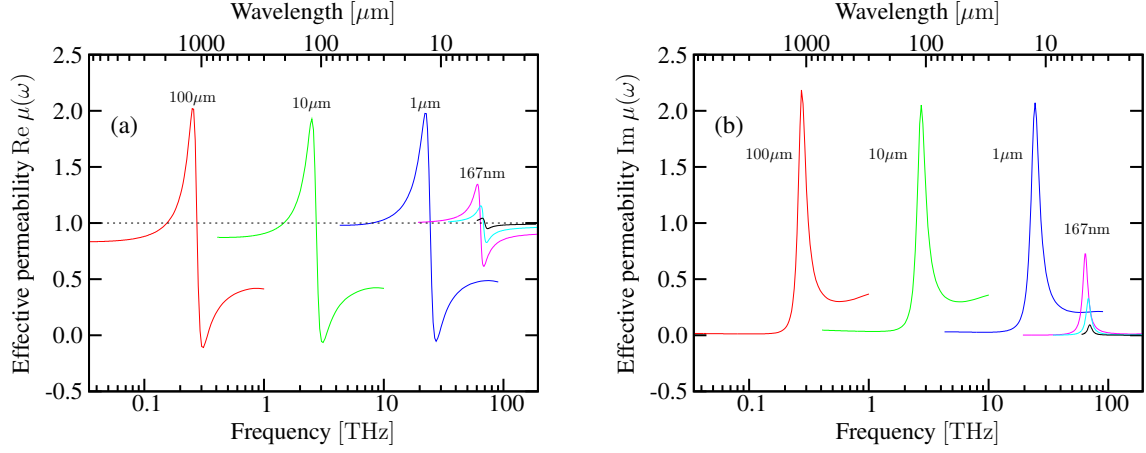 Wavelength [μm]
1000 100 10
Effective permeability Re μ(ω)
2.5
2.0
1.5
1.0
0.5
0.0
-0.5
(a)
100μm
10μm
1μm
167nm
0.1 1 10 100
Frequency [THz]
Wavelength [μm]
1000 100 10
Effective permeability Im μ(ω)
2.5
2.0
1.5
1.0
0.5
0.0
-0.5
(b)
100μm
10μm
1μm
167nm
0.1 1 10 100
Frequency [THz]